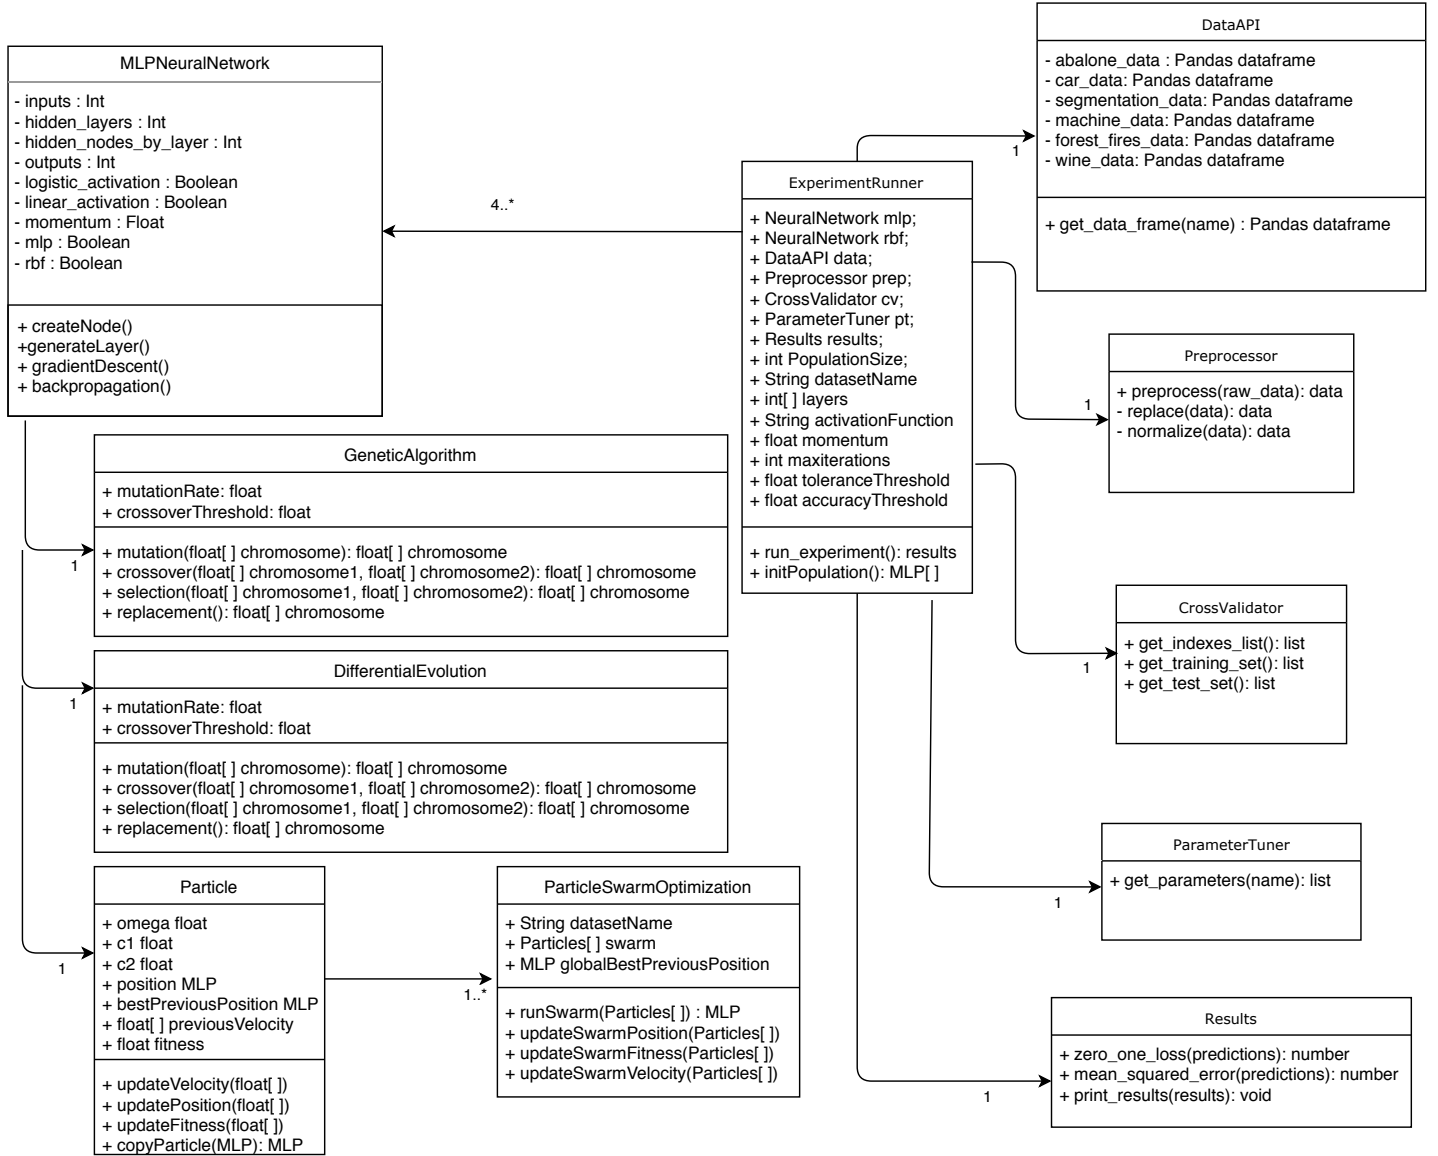 MLPNeuralNetwork
- inputs : Int
- hidden_layers : Int
- hidden_nodes_by_layer : Int
- outputs : Int
- logistic_activation : Boolean
- linear_activation : Boolean
- momentum : Float
- mlp : Boolean
- rbf : Boolean
+ createNode()
+generateLayer()
+ gradientDescent()
+ backpropagation()
4..*
ExperimentRunner
+ NeuralNetwork mlp;
+ NeuralNetwork rbf;
+ DataAPI data;
+ Preprocessor prep;
+ CrossValidator cv;
+ ParameterTuner pt;
+ Results results;
+ int PopulationSize;
+ String datasetName
+ int[ ] layers
+ String activationFunction
+ float momentum
+ int maxiterations
+ float toleranceThreshold
+ float accuracyThreshold
+ run_experiment(): results
+ initPopulation(): MLP[ ]
1
DataAPI
- abalone_data : Pandas dataframe
- car_data: Pandas dataframe
- segmentation_data: Pandas dataframe
- machine_data: Pandas dataframe
- forest_fires_data: Pandas dataframe
- wine_data: Pandas dataframe
+ get_data_frame(name) : Pandas dataframe
1
Preprocessor
+ preprocess(raw_data): data
- replace(data): data
- normalize(data): data
1
CrossValidator
+ get_indexes_list(): list
+ get_training_set(): list
+ get_test_set(): list
1
ParameterTuner
+ get_parameters(name): list
1
Results
+ zero_one_loss(predictions): number
+ mean_squared_error(predictions): number
+ print_results(results): void
1
GeneticAlgorithm
+ mutationRate: float
+ crossoverThreshold: float
+ mutation(float[ ] chromosome): float[ ] chromosome
+ crossover(float[ ] chromosome1, float[ ] chromosome2): float[ ] chromosome
+ selection(float[ ] chromosome1, float[ ] chromosome2): float[ ] chromosome
+ replacement(): float[ ] chromosome
1
DifferentialEvolution
+ mutationRate: float
+ crossoverThreshold: float
+ mutation(float[ ] chromosome): float[ ] chromosome
+ crossover(float[ ] chromosome1, float[ ] chromosome2): float[ ] chromosome
+ selection(float[ ] chromosome1, float[ ] chromosome2): float[ ] chromosome
+ replacement(): float[ ] chromosome
1
Particle
+ omega float
+ c1 float
+ c2 float
+ position MLP
+ bestPreviousPosition MLP
+ float[ ] previousVelocity
+ float fitness
+ updateVelocity(float[ ])
+ updatePosition(float[ ])
+ updateFitness(float[ ])
+ copyParticle(MLP): MLP
1..*
ParticleSwarmOptimization
+ String datasetName
+ Particles[ ] swarm
+ MLP globalBestPreviousPosition
+ runSwarm(Particles[ ]) : MLP
+ updateSwarmPosition(Particles[ ])
+ updateSwarmFitness(Particles[ ])
+ updateSwarmVelocity(Particles[ ])